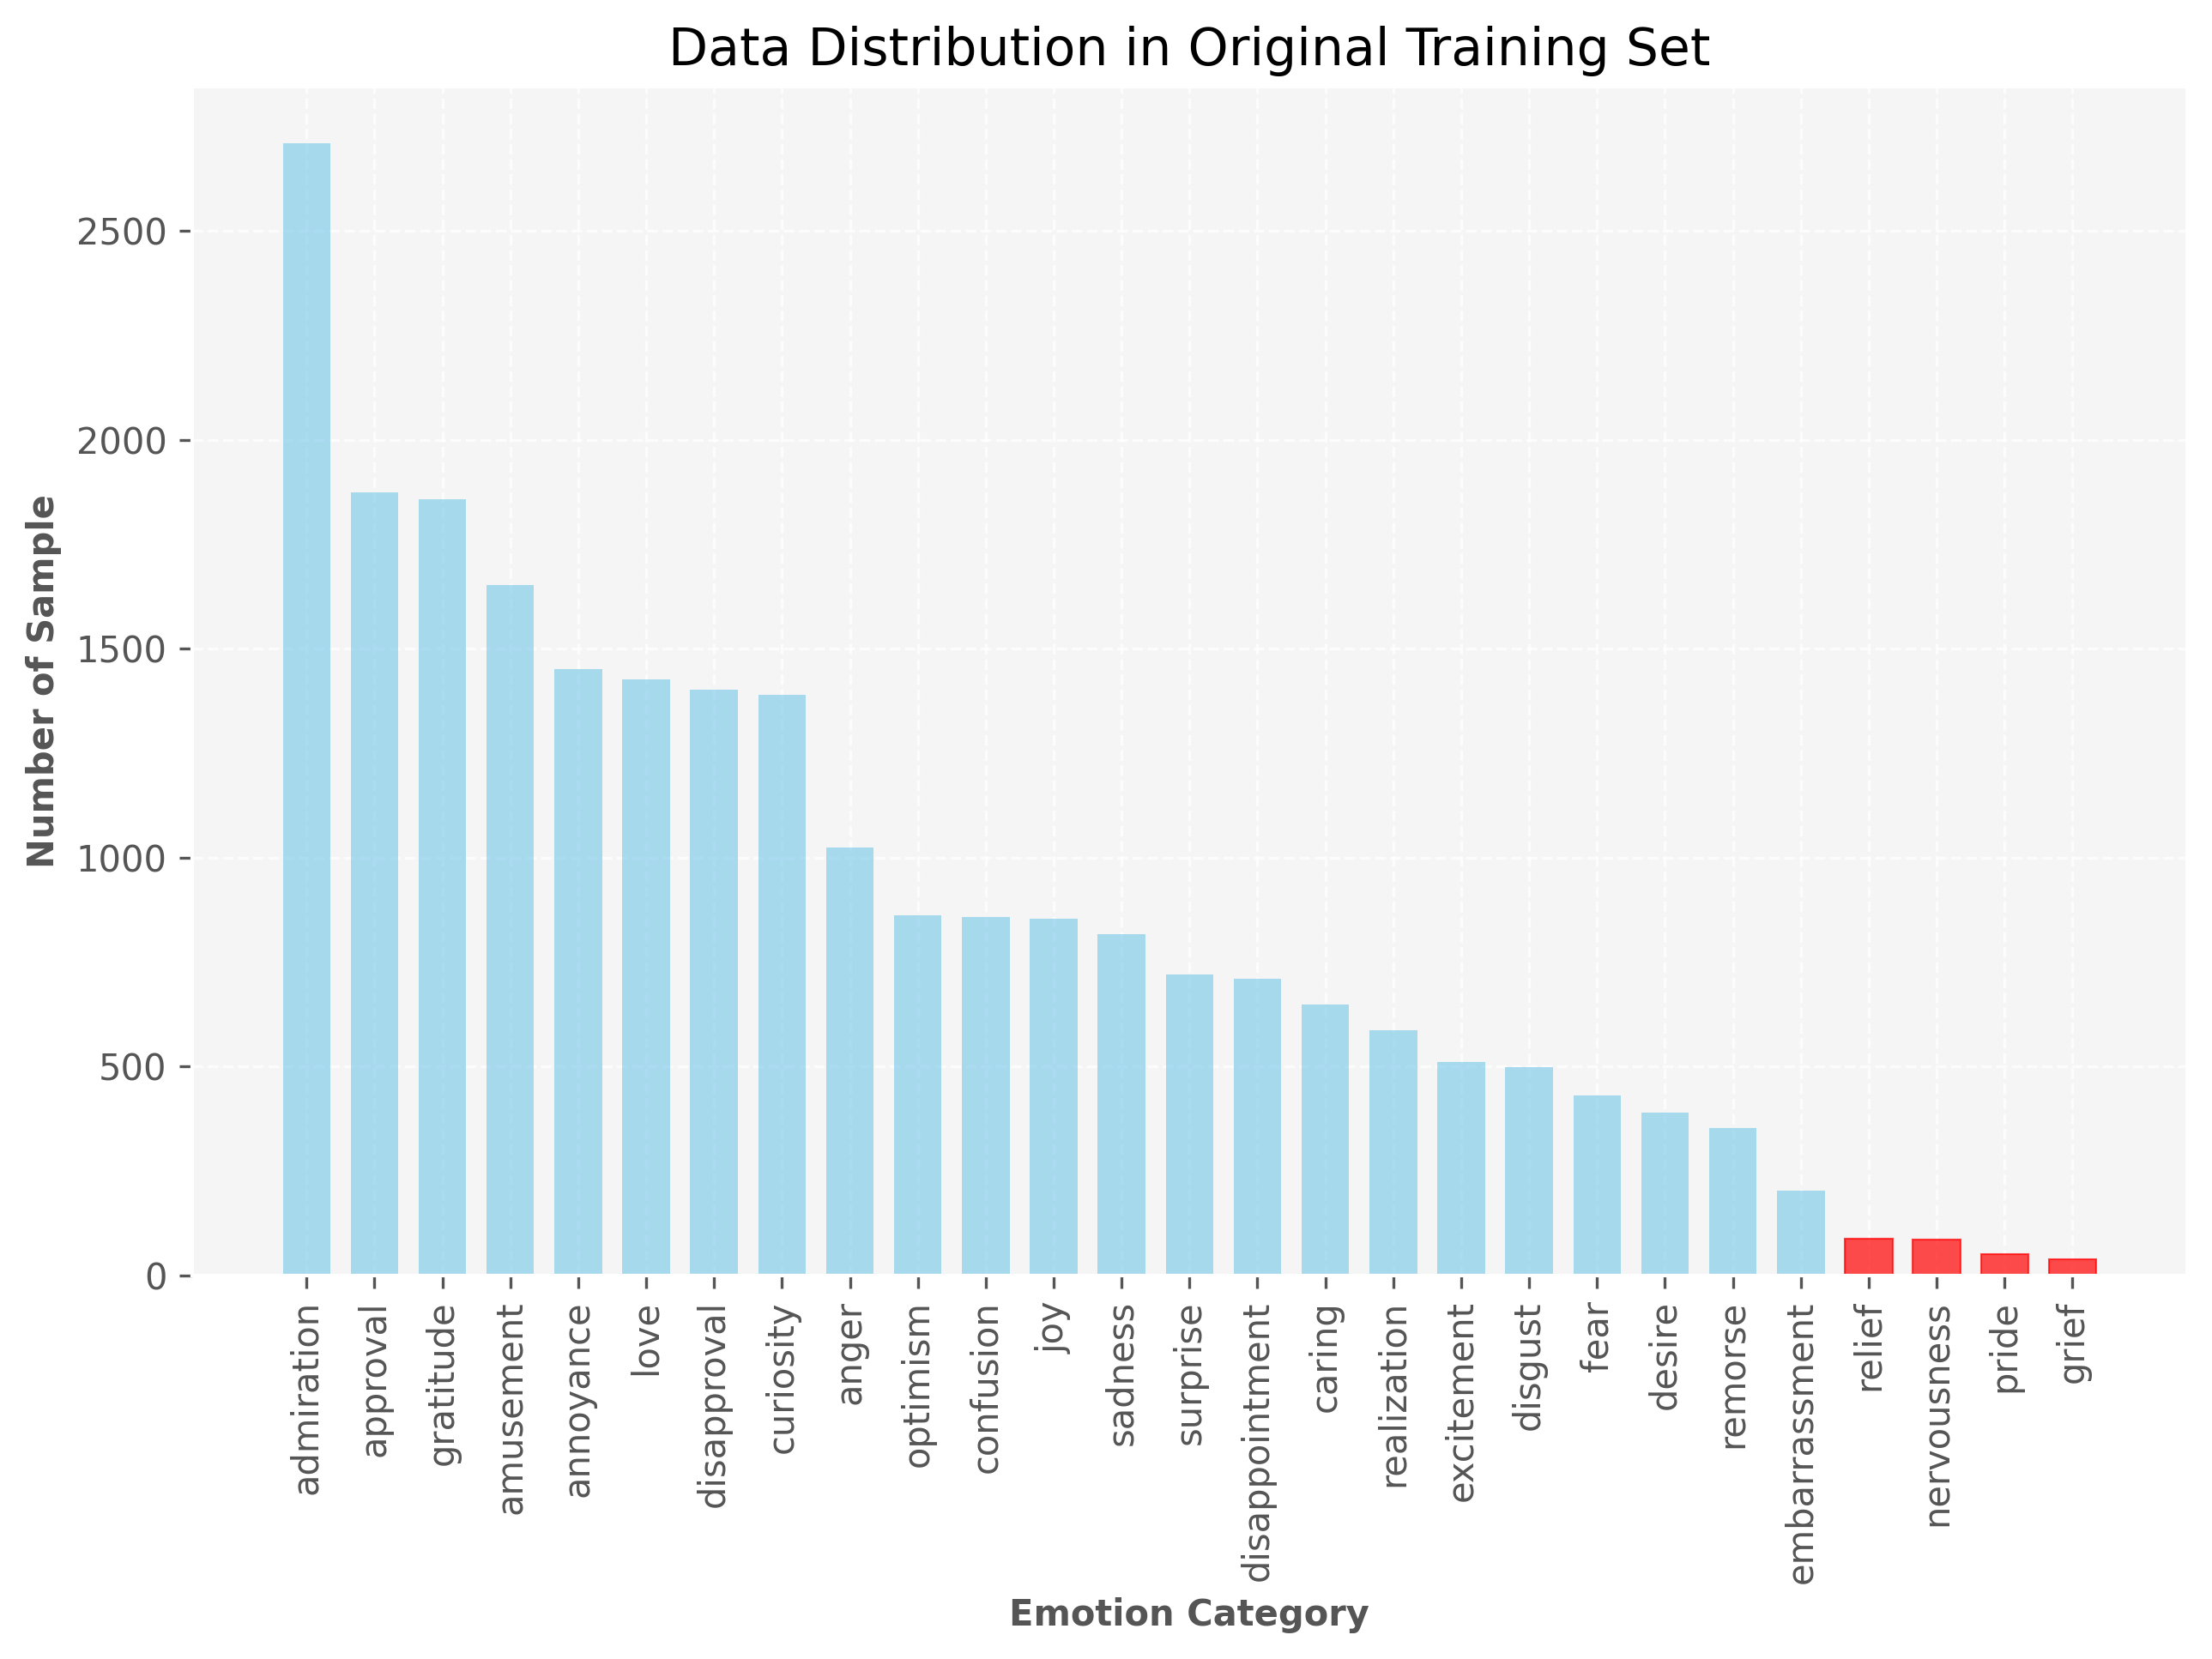 Data Distribution in Original Training Set
Number of Sample
2500
2000
1500
1000
500
0
admiration
approval
gratitude
amusement
annoyance
love
disapproval
curiosity
anger
optimism
confusion
joy
sadness
surprise
disappointment
caring
realization
excitement
disgust
fear
desire
remorse
embarrassment
relief
nervousness
pride
grief
Emotion Category